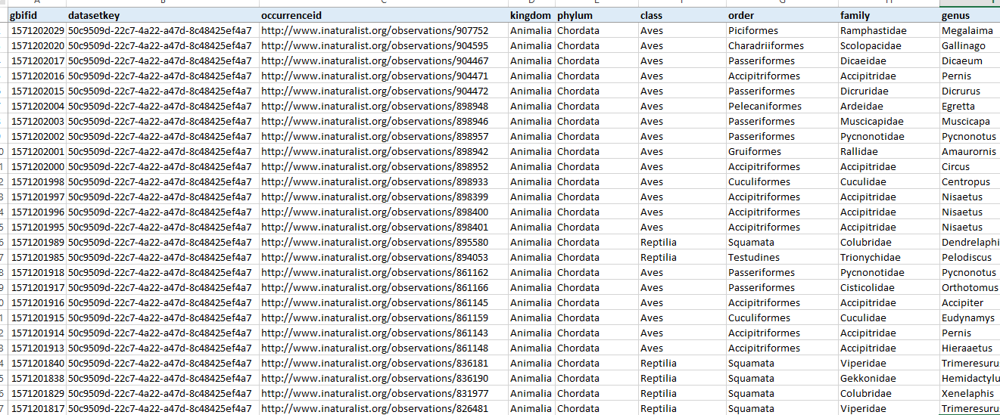 gbifid datasetkey occurrenceid kingdom phylum class order family genus
1571202029 50c9509d-22c7-4a22-a47d-8c48425ef4a7 http://www.inaturalist.org/observations/907752 Animalia Chordata Aves Piciformes Ramphastidae Megalaima
1571202020 50c9509d-22c7-4a22-a47d-8c48425ef4a7 http://www.inaturalist.org/observations/904595 Animalia Chordata Aves Charadriiformes Scolopacidae Gallinago
1571202017 50c9509d-22c7-4a22-a47d-8c48425ef4a7 http://www.inaturalist.org/observations/904467 Animalia Chordata Aves Passeriformes Dicaeidae Dicaeum
1571202016 50c9509d-22c7-4a22-a47d-8c48425ef4a7 http://www.inaturalist.org/observations/904471 Animalia Chordata Aves Accipitriformes Accipitridae Pernis
1571202015 50c9509d-22c7-4a22-a47d-8c48425ef4a7 http://www.inaturalist.org/observations/904472 Animalia Chordata Aves Passeriformes Dicruridae Dicrurus
1571202004 50c9509d-22c7-4a22-a47d-8c48425ef4a7 http://www.inaturalist.org/observations/898948 Animalia Chordata Aves Pelecaniformes Ardeidae Egretta
1571202003 50c9509d-22c7-4a22-a47d-8c48425ef4a7 http://www.inaturalist.org/observations/898946 Animalia Chordata Aves Passeriformes Muscicapidae Muscicapa
1571202002 50c9509d-22c7-4a22-a47d-8c48425ef4a7 http://www.inaturalist.org/observations/898957 Animalia Chordata Aves Passeriformes Pycnonotidae Pycnonotus
1571202001 50c9509d-22c7-4a22-a47d-8c48425ef4a7 http://www.inaturalist.org/observations/898942 Animalia Chordata Aves Gruiformes Rallidae Amaurornis
1571202000 50c9509d-22c7-4a22-a47d-8c48425ef4a7 http://www.inaturalist.org/observations/898952 Animalia Chordata Aves Accipitriformes Accipitridae Circus
1571201998 50c9509d-22c7-4a22-a47d-8c48425ef4a7 http://www.inaturalist.org/observations/898933 Animalia Chordata Aves Cuculiformes Cuculidae Centropus
1571201997 50c9509d-22c7-4a22-a47d-8c48425ef4a7 http://www.inaturalist.org/observations/898399 Animalia Chordata Aves Accipitriformes Accipitridae Nisaetus
1571201996 50c9509d-22c7-4a22-a47d-8c48425ef4a7 http://www.inaturalist.org/observations/898400 Animalia Chordata Aves Accipitriformes Accipitridae Nisaetus
1571201995 50c9509d-22c7-4a22-a47d-8c48425ef4a7 http://www.inaturalist.org/observations/898401 Animalia Chordata Aves Accipitriformes Accipitridae Nisaetus
1571201989 50c9509d-22c7-4a22-a47d-8c48425ef4a7 http://www.inaturalist.org/observations/895580 Animalia Chordata Reptilia Squamata Colubridae Dendrelaphi
1571201985 50c9509d-22c7-4a22-a47d-8c48425ef4a7 http://www.inaturalist.org/observations/894053 Animalia Chordata Reptilia Testudines Trionychidae Pelodiscus
1571201918 50c9509d-22c7-4a22-a47d-8c48425ef4a7 http://www.inaturalist.org/observations/861162 Animalia Chordata Aves Passeriformes Pycnonotidae Pycnonotus
1571201917 50c9509d-22c7-4a22-a47d-8c48425ef4a7 http://www.inaturalist.org/observations/861166 Animalia Chordata Aves Passeriformes Cisticolidae Orthotomus
1571201916 50c9509d-22c7-4a22-a47d-8c48425ef4a7 http://www.inaturalist.org/observations/861145 Animalia Chordata Aves Accipitriformes Accipitridae Accipiter
1571201915 50c9509d-22c7-4a22-a47d-8c48425ef4a7 http://www.inaturalist.org/observations/861159 Animalia Chordata Aves Cuculiformes Cuculidae Eudynamys
1571201914 50c9509d-22c7-4a22-a47d-8c48425ef4a7 http://www.inaturalist.org/observations/861143 Animalia Chordata Aves Accipitriformes Accipitridae Pernis
1571201913 50c9509d-22c7-4a22-a47d-8c48425ef4a7 http://www.inaturalist.org/observations/861148 Animalia Chordata Aves Accipitriformes Accipitridae Hieraaetus
1571201840 50c9509d-22c7-4a22-a47d-8c48425ef4a7 http://www.inaturalist.org/observations/836181 Animalia Chordata Reptilia Squamata Viperidae Trimeresuru
1571201838 50c9509d-22c7-4a22-a47d-8c48425ef4a7 http://www.inaturalist.org/observations/836190 Animalia Chordata Reptilia Squamata Gekkonidae Hemidactylu
1571201829 50c9509d-22c7-4a22-a47d-8c48425ef4a7 http://www.inaturalist.org/observations/831977 Animalia Chordata Reptilia Squamata Colubridae Xenelaphis
1571201817 50c9509d-22c7-4a22-a47d-8c48425ef4a7 http://www.inaturalist.org/observations/826481 Animalia Chordata Reptilia Squamata Viperidae Trimeresuru